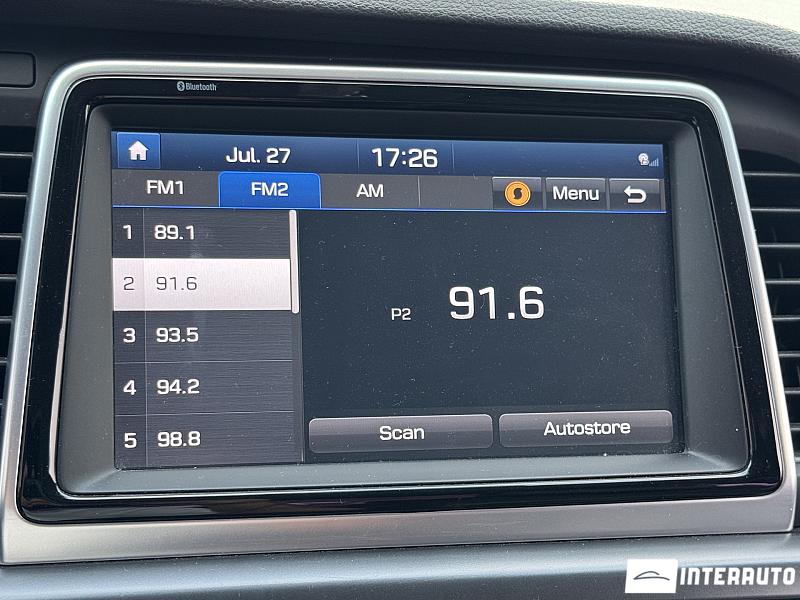 Bluetooth
Jul. 27 17:26
FM1 FM2 AM Menu
1 89.1
2 91.6
3 93.5
4 94.2
5 98.8
P2 91.6
Scan Autostore
INTERAUTO